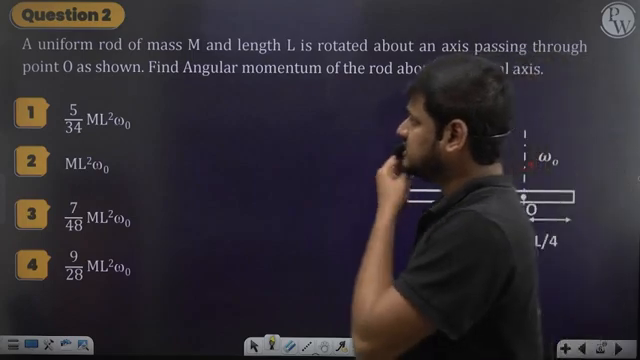 Question 2
PW
A uniform rod of mass M and length L is rotated about an axis passing through
point O as shown. Find Angular momentum of the rod axis.
1 5/34 ML²ω₀
2 ML²ω₀
3 7/48 ML²ω₀
4 9/28 ML²ω₀
ωₒ
O
L/4